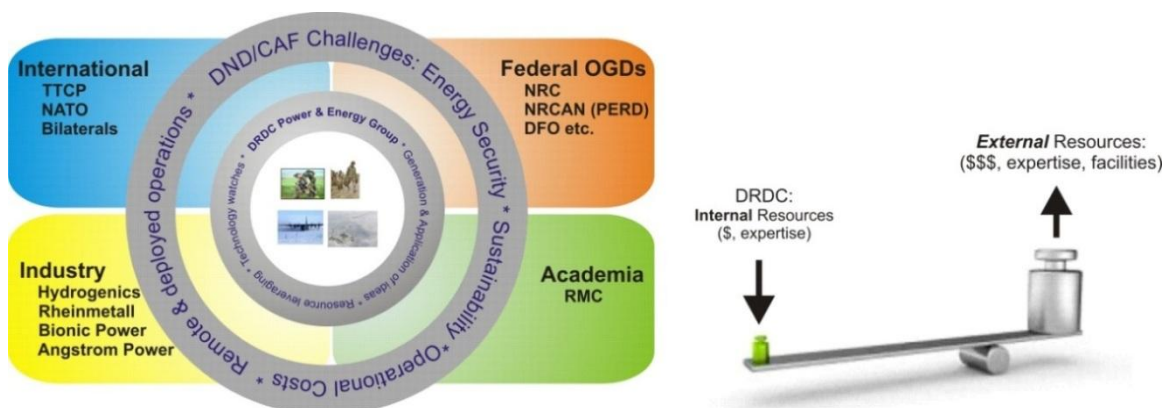 International
TTCP
NATO
Bilaterals
Federal OGDs
NRC
NRCAN (PERD)
DFO etc.
Industry
Hydrogenics
Rheinmetall
Bionic Power
Angstrom Power
Academia
RMC
DND/CAF Challenges: Energy Security * Sustainability * Operational Costs * Remote & deployed operations *
DRDC Power & Energy Group * Generation & Application of ideas * Resource leveraging * Technology watches *
DRDC:
Internal Resources
($, expertise)
External Resources:
($$$, expertise, facilities)